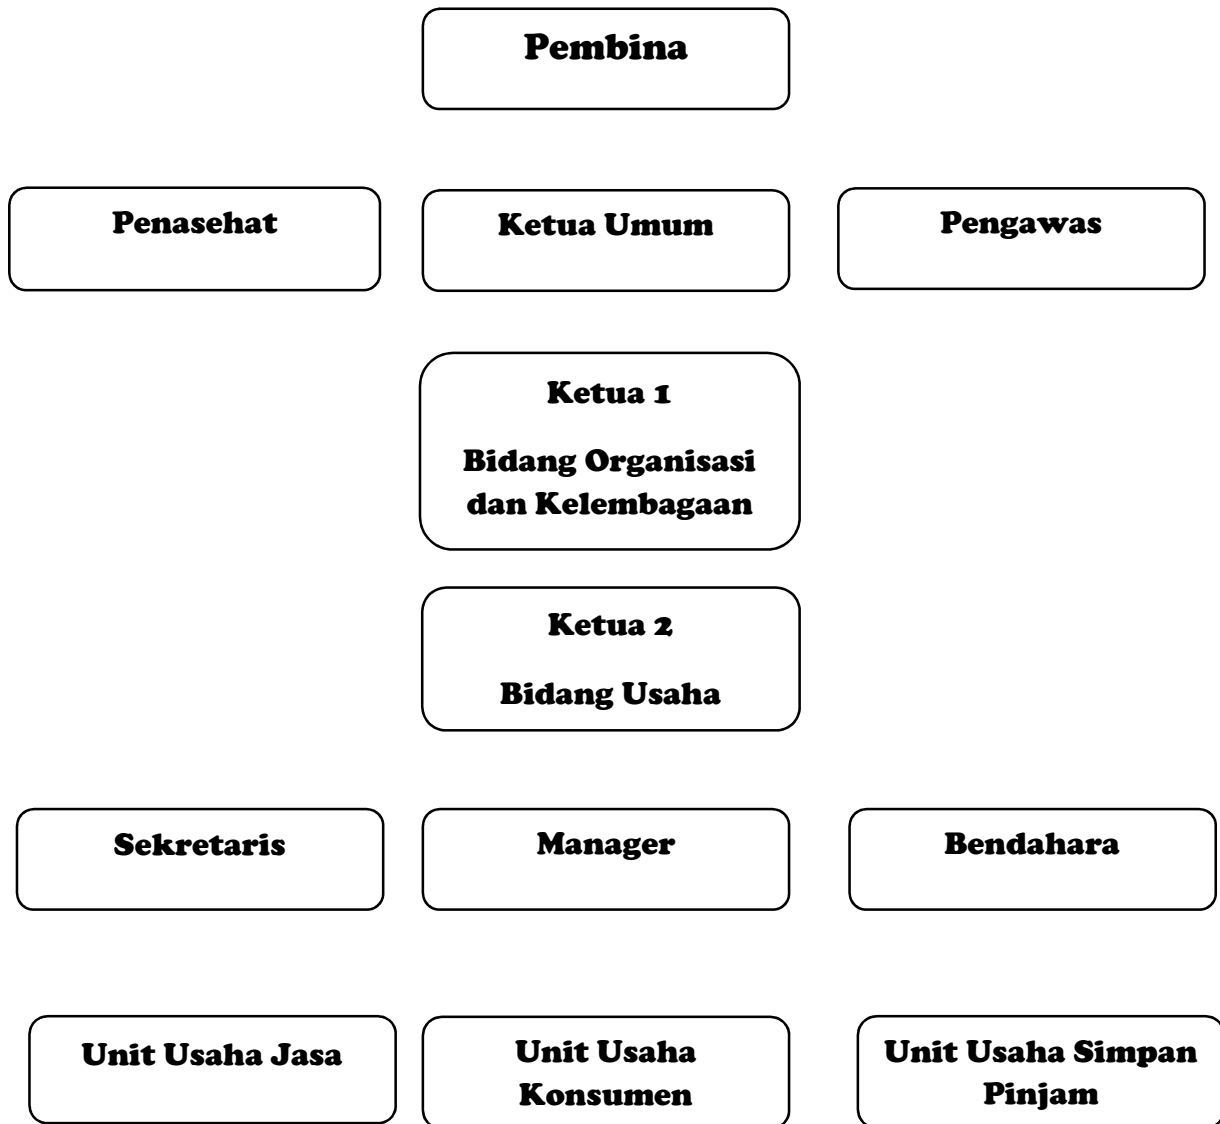 Pembina
Penasehat
Ketua Umum
Pengawas
Ketua 1
Bidang Organisasi
dan Kelembagaan
Ketua 2
Bidang Usaha
Sekretaris
Manager
Bendahara
Unit Usaha Jasa
Unit Usaha
Konsumen
Unit Usaha Simpan
Pinjam